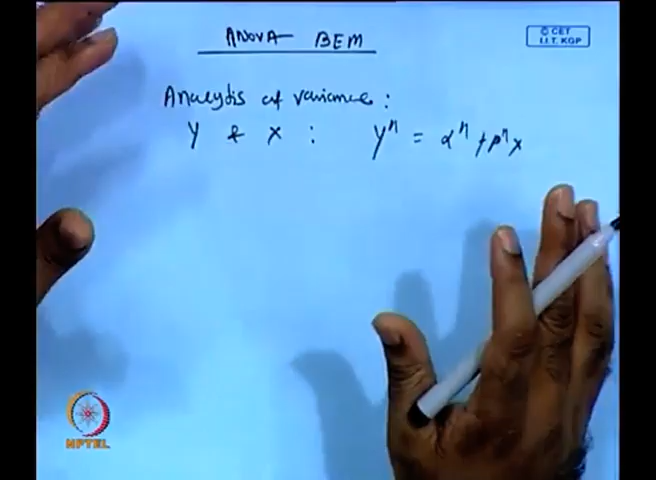 ANOVA BEM
© CET
I.I.T. KGP
Analysis of variance :
Y & X : Y^n = α^n + β^n X
NPTEL